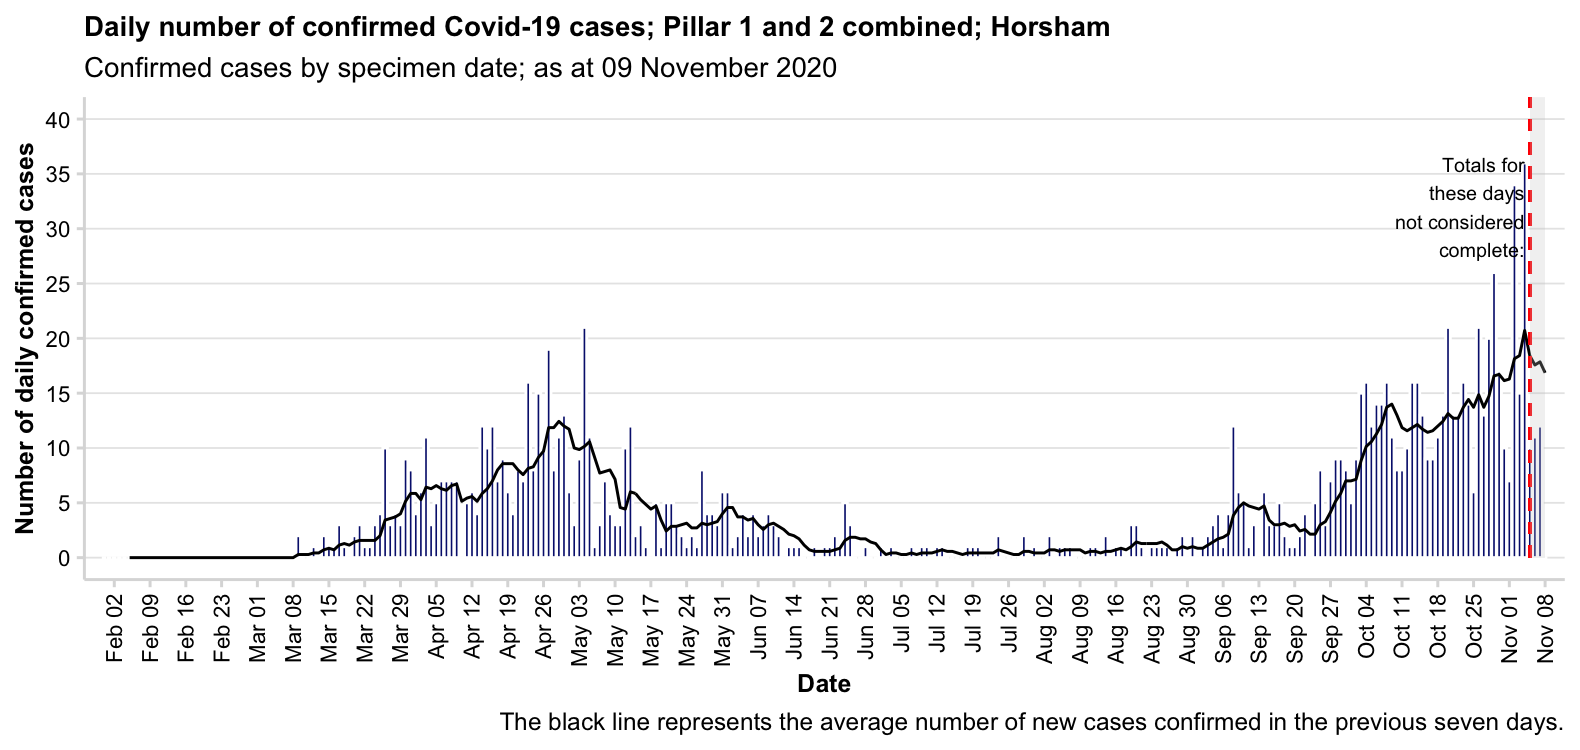 Daily number of confirmed Covid-19 cases; Pillar 1 and 2 combined; Horsham
Confirmed cases by specimen date; as at 09 November 2020
Number of daily confirmed cases
40
35
30
25
20
15
10
5
0
Totals for
these days
not considered
complete:
Feb 02
Feb 09
Feb 16
Feb 23
Mar 01
Mar 08
Mar 15
Mar 22
Mar 29
Apr 05
Apr 12
Apr 19
Apr 26
May 03
May 10
May 17
May 24
May 31
Jun 07
Jun 14
Jun 21
Jun 28
Jul 05
Jul 12
Jul 19
Jul 26
Aug 02
Aug 09
Aug 16
Aug 23
Aug 30
Sep 06
Sep 13
Sep 20
Sep 27
Oct 04
Oct 11
Oct 18
Oct 25
Nov 01
Nov 08
Date
The black line represents the average number of new cases confirmed in the previous seven days.